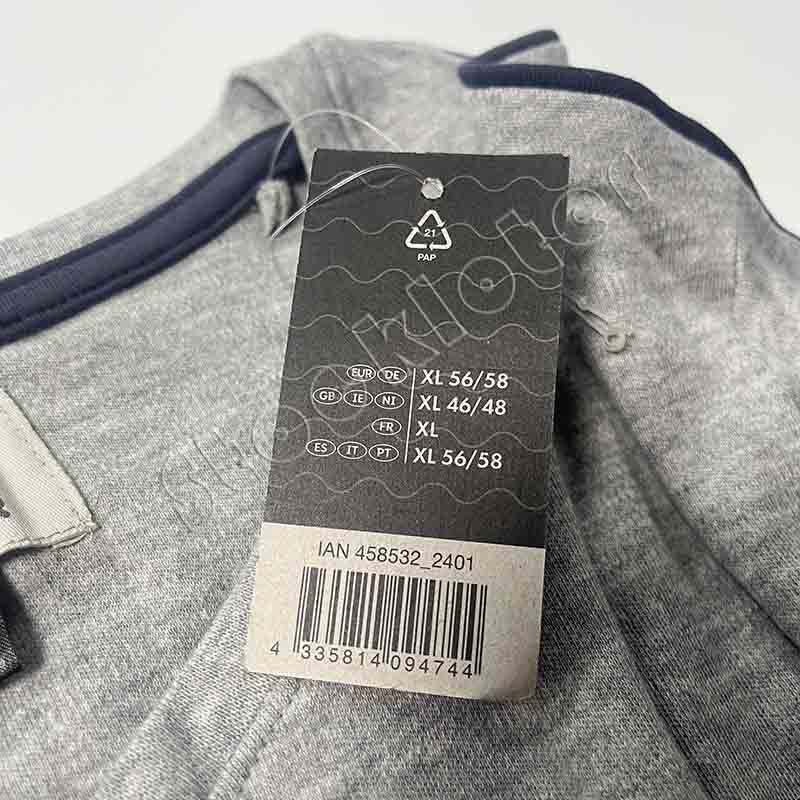 21
PAP
EUR DE XL 56/58
GB IE NI XL 46/48
FR XL
ES IT PT XL 56/58
IAN 458532_2401
4 335814 094744
stockloter